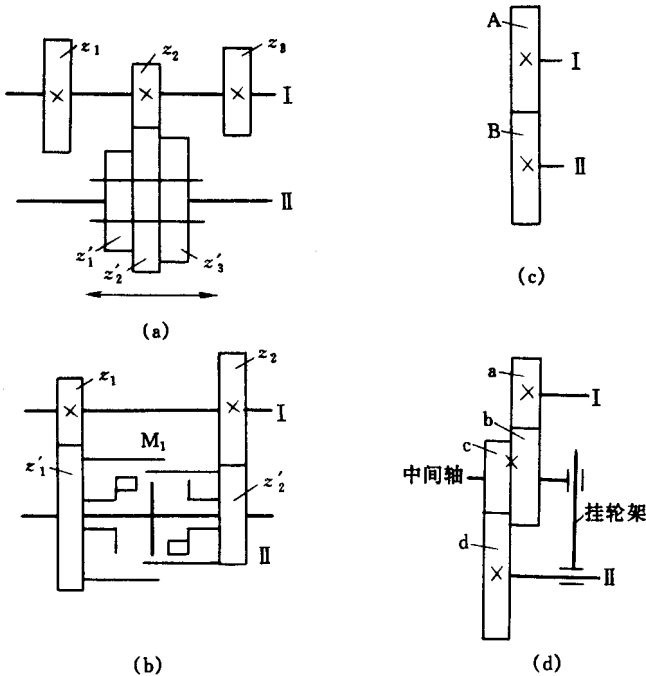 z₁
z₂
z₃
Ⅰ
Ⅱ
z′₁
z′₂
z′₃
(a)
A
Ⅰ
B
Ⅱ
(c)
z₁
z₂
Ⅰ
M₁
z′₁
z′₂
Ⅱ
(b)
a
Ⅰ
b
c
中间轴
挂轮架
d
Ⅱ
(d)